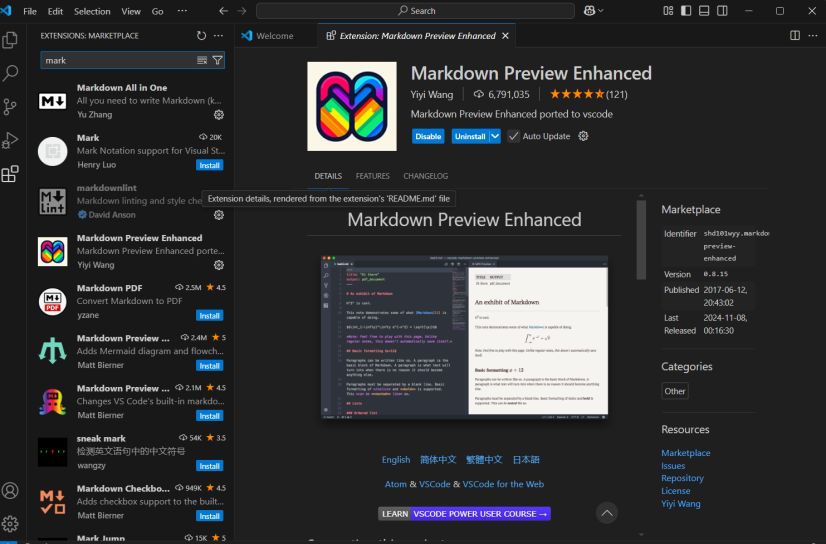 File Edit Selection View Go ...
Search
EXTENSIONS: MARKETPLACE
mark
Markdown All in One
All you need to write Markdown (k...
Yu Zhang
Mark
20K
Mark Notation support for Visual St...
Henry Luo
Install
markdownlint
Markdown linting and style che
David Anson
Markdown Preview Enhanced
Markdown Preview Enhanced porte...
Yiyi Wang
Markdown PDF
2.5M ★ 4.5
Convert Markdown to PDF
yzane
Install
Markdown Preview ...
2.4M ★ 5
Adds Mermaid diagram and flowch...
Matt Bierner
Install
Markdown Preview ...
2.1M ★ 4.5
Changes VS Code's built-in markdo...
Matt Bierner
Install
sneak mark
54K ★ 3.5
检测英文语句中的中文符号
wangzy
Install
Markdown Checkbo...
949K ★ 4.5
Adds checkbox support to the built...
Matt Bierner
Install
Mark Jump
15K ★ 5
Welcome
Extension: Markdown Preview Enhanced
Markdown Preview Enhanced
Yiyi Wang
6,791,035
★★★★★(121)
Markdown Preview Enhanced ported to vscode
Disable
Uninstall
Auto Update
DETAILS
FEATURES
CHANGELOG
Extension details, rendered from the extension's 'README.md' file
Markdown Preview Enhanced
An exhibit of Markdown
English 简体中文 繁體中文 日本語
Atom & VSCode & VSCode for the Web
LEARN VSCODE POWER USER COURSE →
Marketplace
Identifier
shd101wyy.markdown-
preview-
enhanced
Version
0.8.15
Published
2017-06-12,
20:43:02
Last
Released
2024-11-08,
00:16:30
Categories
Other
Resources
Marketplace
Issues
Repository
License
Yiyi Wang